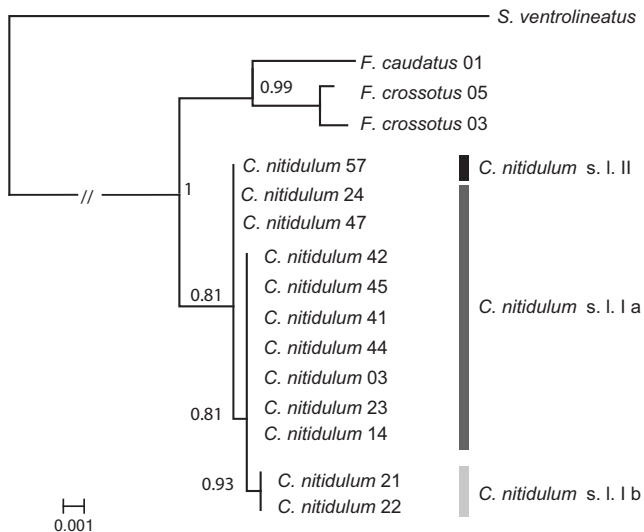 S. ventrolineatus
F. caudatus 01
0.99
F. crossotus 05
F. crossotus 03
C. nitidulum 57
C. nitidulum s. l. II
1
C. nitidulum 24
//
C. nitidulum 47
C. nitidulum 42
C. nitidulum 45
0.81
C. nitidulum s. l. I a
C. nitidulum 41
C. nitidulum 44
C. nitidulum 03
C. nitidulum 23
0.81
C. nitidulum 14
C. nitidulum 21
0.93
C. nitidulum s. l. I b
C. nitidulum 22
0.001